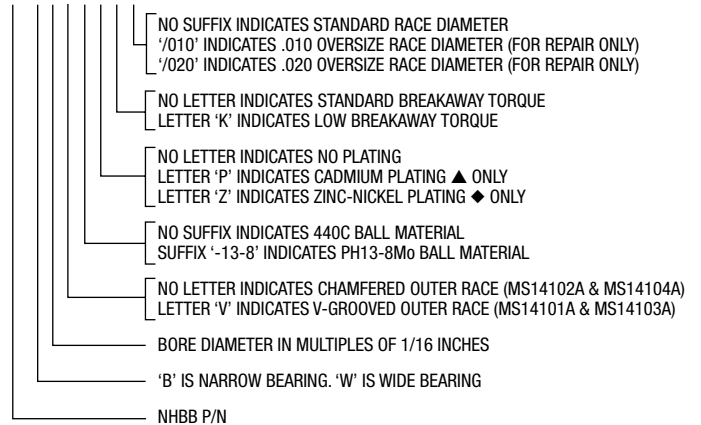 NO SUFFIX INDICATES STANDARD RACE DIAMETER
'/010' INDICATES .010 OVERSIZE RACE DIAMETER (FOR REPAIR ONLY)
'/020' INDICATES .020 OVERSIZE RACE DIAMETER (FOR REPAIR ONLY)
NO LETTER INDICATES STANDARD BREAKAWAY TORQUE
LETTER 'K' INDICATES LOW BREAKAWAY TORQUE
NO LETTER INDICATES NO PLATING
LETTER 'P' INDICATES CADMIUM PLATING ▲ ONLY
LETTER 'Z' INDICATES ZINC-NICKEL PLATING ◆ ONLY
NO SUFFIX INDICATES 440C BALL MATERIAL
SUFFIX '-13-8' INDICATES PH13-8Mo BALL MATERIAL
NO LETTER INDICATES CHAMFERED OUTER RACE (MS14102A & MS14104A)
LETTER 'V' INDICATES V-GROOVED OUTER RACE (MS14101A & MS14103A)
BORE DIAMETER IN MULTIPLES OF 1/16 INCHES
'B' IS NARROW BEARING. 'W' IS WIDE BEARING
NHBB P/N